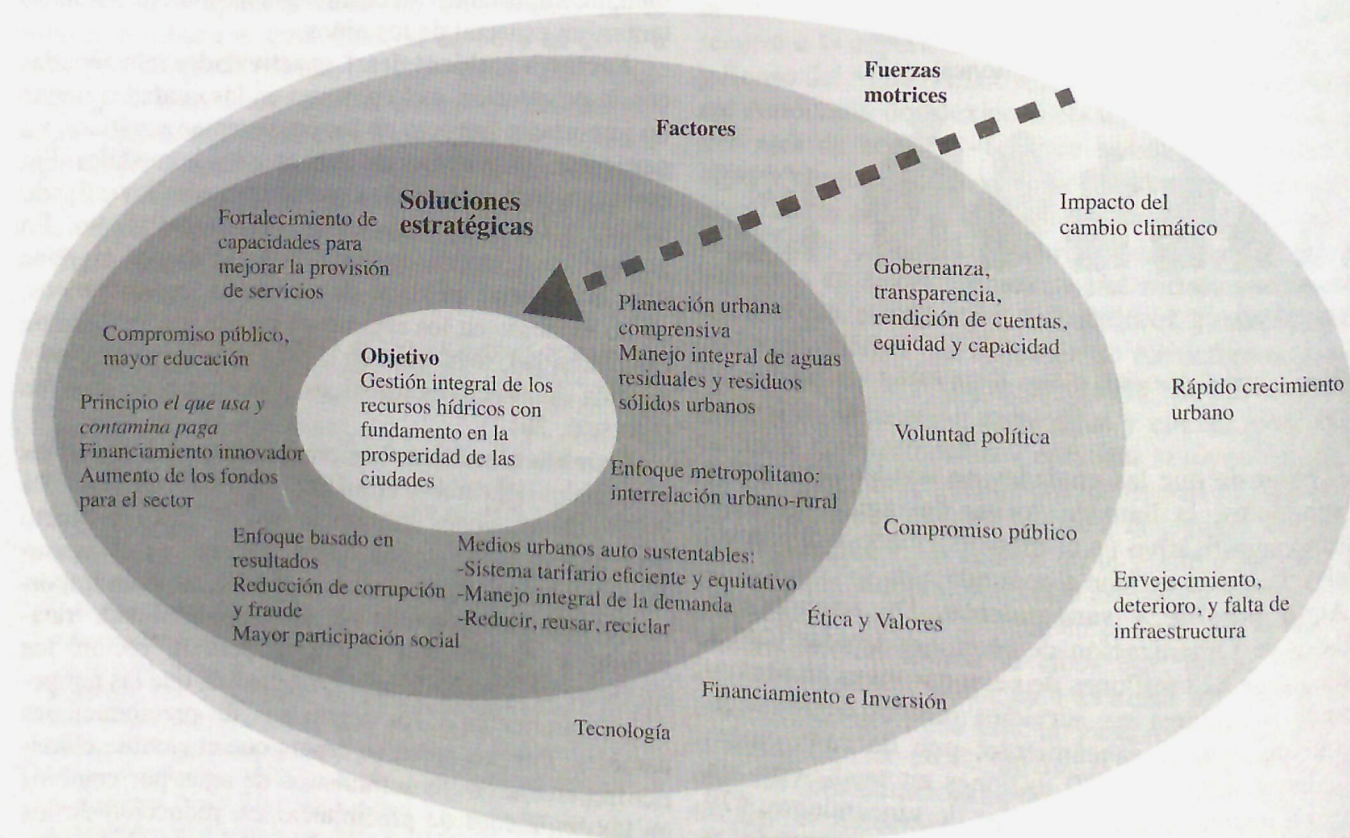 Fuerzas
motrices
Factores
Impacto del
cambio climático
Gobernanza,
transparencia,
rendición de cuentas,
equidad y capacidad
Rápido crecimiento
urbano
Voluntad política
Compromiso público
Envejecimiento,
deterioro, y falta de
infraestructura
Ética y Valores
Financiamiento e Inversión
Tecnología
Soluciones
estratégicas
Fortalecimiento de
capacidades para
mejorar la provisión
de servicios
Compromiso público,
mayor educación
Principio el que usa y
contamina paga
Financiamiento innovador
Aumento de los fondos
para el sector
Enfoque basado en
resultados
Reducción de corrupción
y fraude
Mayor participación social
Medios urbanos auto sustentables:
-Sistema tarifario eficiente y equitativo
-Manejo integral de la demanda
-Reducir, reusar, reciclar
Enfoque metropolitano:
interrelación urbano-rural
Planeación urbana
comprensiva
Manejo integral de aguas
residuales y residuos
sólidos urbanos
Objetivo
Gestión integral de los
recursos hídricos con
fundamento en la
prosperidad de las
ciudades